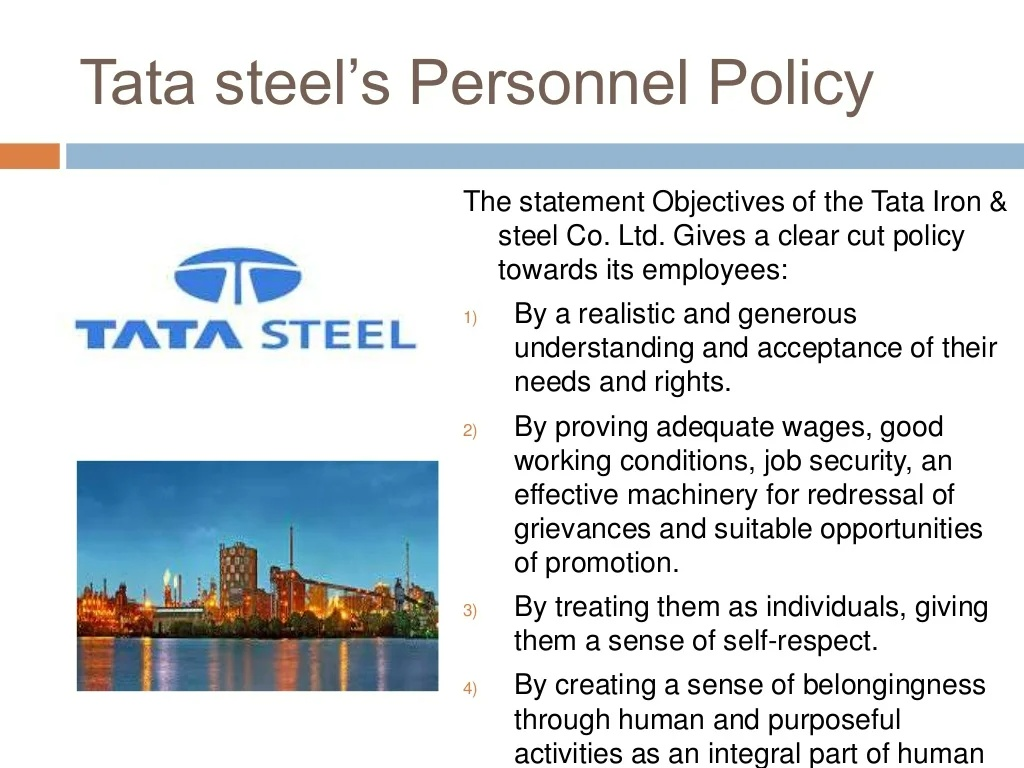 Tata steel’s Personnel Policy
TATA STEEL
The statement Objectives of the Tata Iron &
steel Co. Ltd. Gives a clear cut policy
towards its employees:
1) By a realistic and generous
understanding and acceptance of their
needs and rights.
2) By proving adequate wages, good
working conditions, job security, an
effective machinery for redressal of
grievances and suitable opportunities
of promotion.
3) By treating them as individuals, giving
them a sense of self-respect.
4) By creating a sense of belongingness
through human and purposeful
activities as an integral part of human